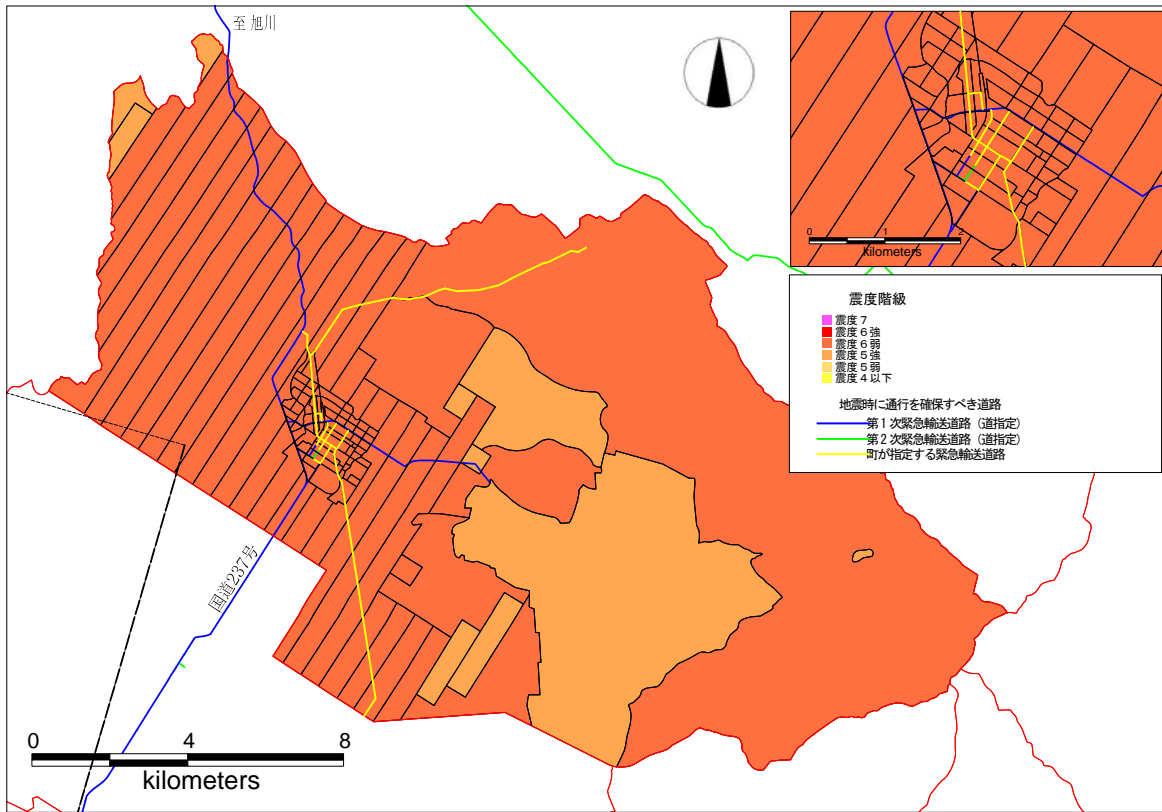 至 旭川
0 1 2
kilometers
震度階級
震度7
震度6強
震度6弱
震度5強
震度5弱
震度4以下
地震時に通行を確保すべき道路
第1次緊急輸送道路(道指定)
第2次緊急輸送道路(道指定)
町が指定する緊急輸送道路
国道237号
0 4 8
kilometers